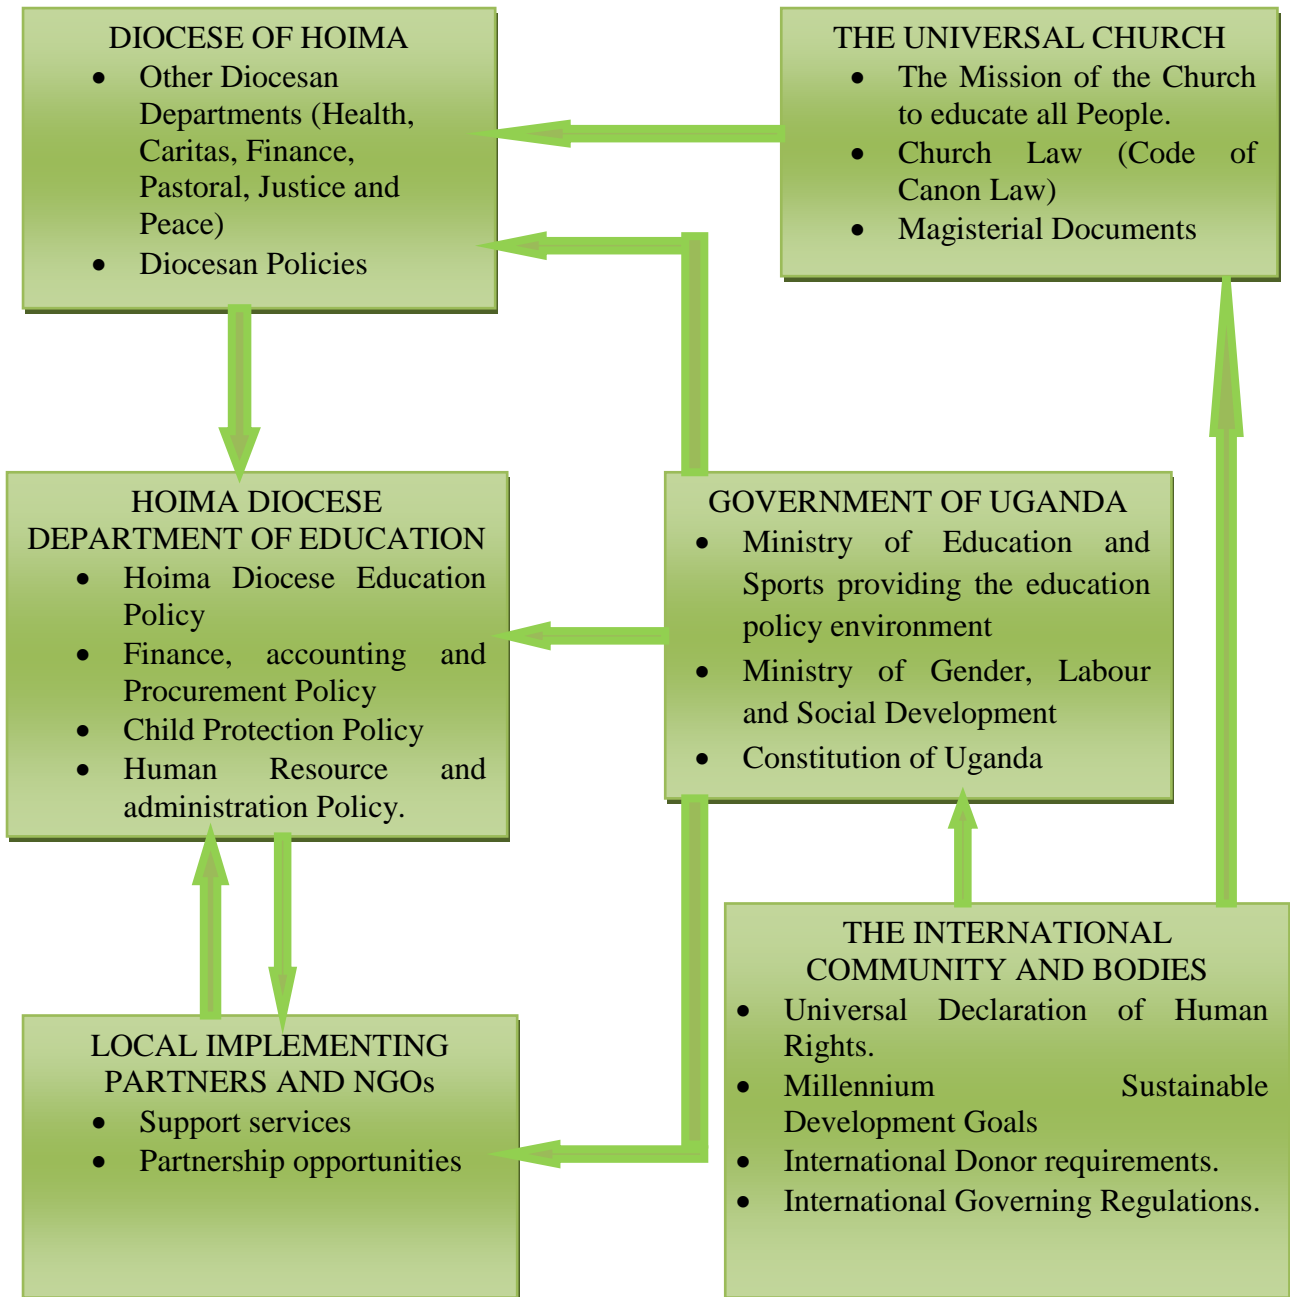 DIOCESE OF HOIMA
• Other Diocesan
Departments (Health,
Caritas, Finance,
Pastoral, Justice and
Peace)
• Diocesan Policies
THE UNIVERSAL CHURCH
• The Mission of the Church
to educate all People.
• Church Law (Code of
Canon Law)
• Magisterial Documents
HOIMA DIOCESE
DEPARTMENT OF EDUCATION
• Hoima Diocese Education
Policy
• Finance, accounting and
Procurement Policy
• Child Protection Policy
• Human Resource and
administration Policy.
GOVERNMENT OF UGANDA
• Ministry of Education and
Sports providing the education
policy environment
• Ministry of Gender, Labour
and Social Development
• Constitution of Uganda
LOCAL IMPLEMENTING
PARTNERS AND NGOs
• Support services
• Partnership opportunities
THE INTERNATIONAL
COMMUNITY AND BODIES
• Universal Declaration of Human
Rights.
• Millennium Sustainable
Development Goals
• International Donor requirements.
• International Governing Regulations.